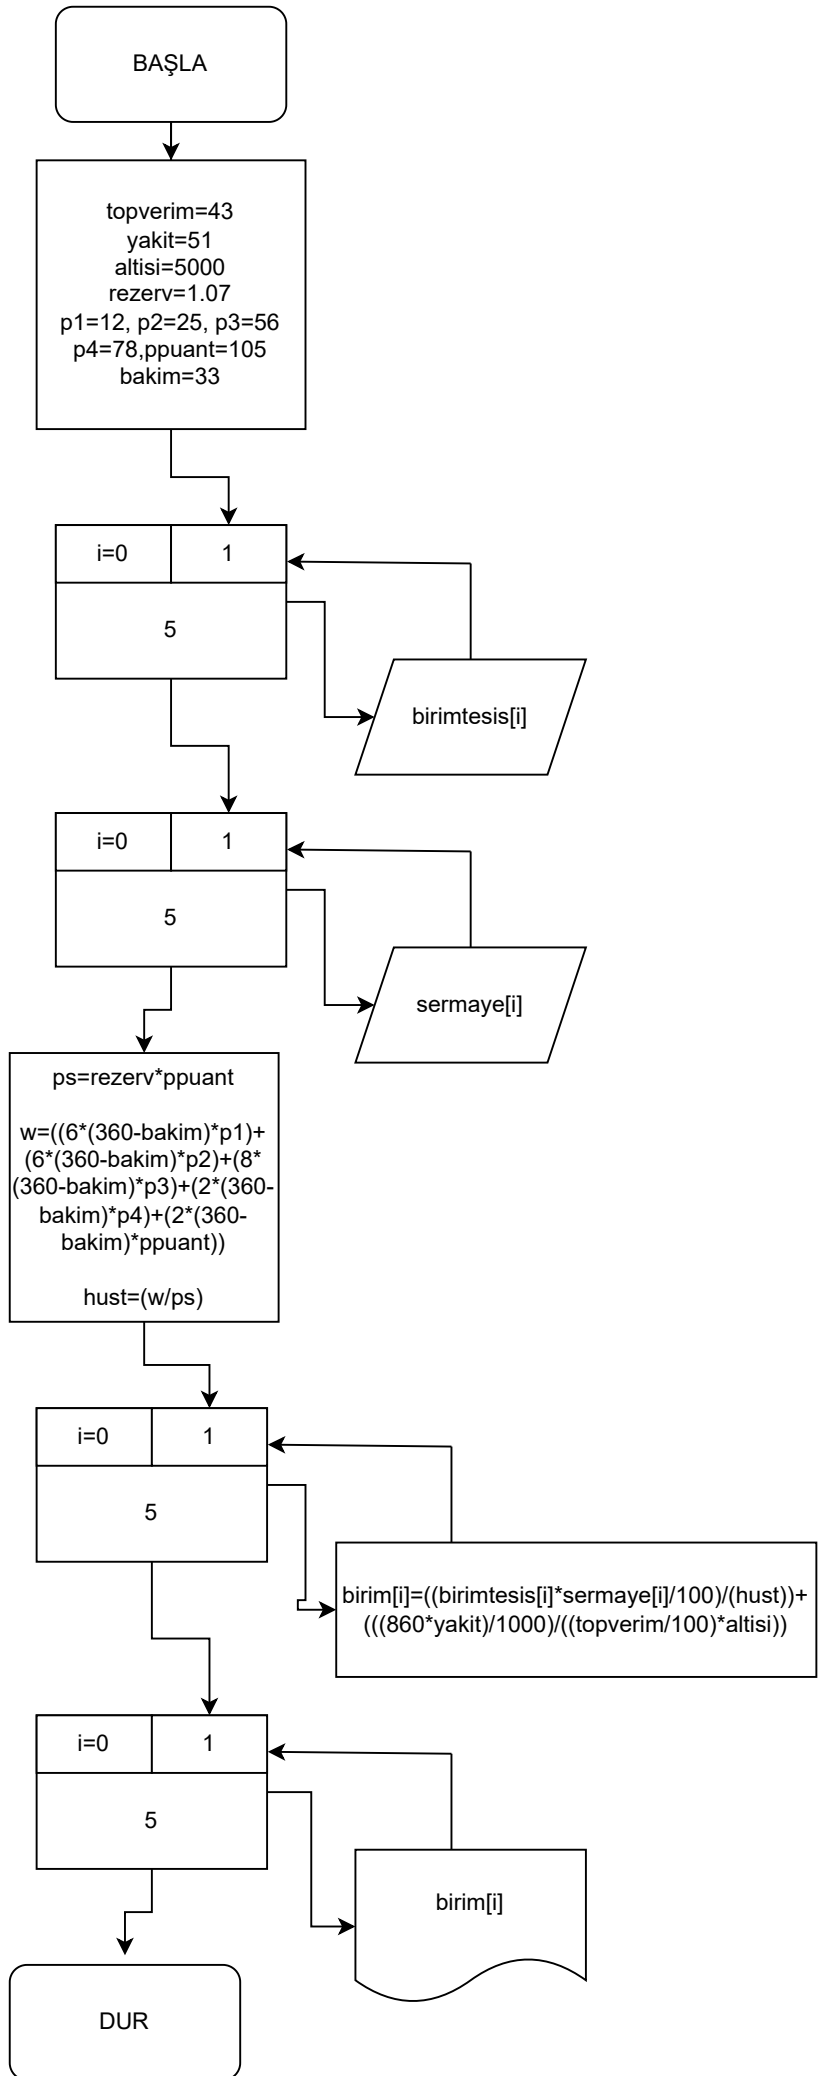 BAŞLA
topverim=43
yakit=51
altisi=5000
rezerv=1.07
p1=12, p2=25, p3=56
p4=78,ppuant=105
bakim=33
i=0
1
5
birimtesis[i]
i=0
1
5
sermaye[i]
ps=rezerv*ppuant
w=((6*(360-bakim)*p1)+
(6*(360-bakim)*p2)+(8*
(360-bakim)*p3)+(2*(360-
bakim)*p4)+(2*(360-
bakim)*ppuant))
hust=(w/ps)
i=0
1
5
birim[i]=((birimtesis[i]*sermaye[i]/100)/(hust))+
(((860*yakit)/1000)/((topverim/100)*altisi))
i=0
1
5
birim[i]
DUR